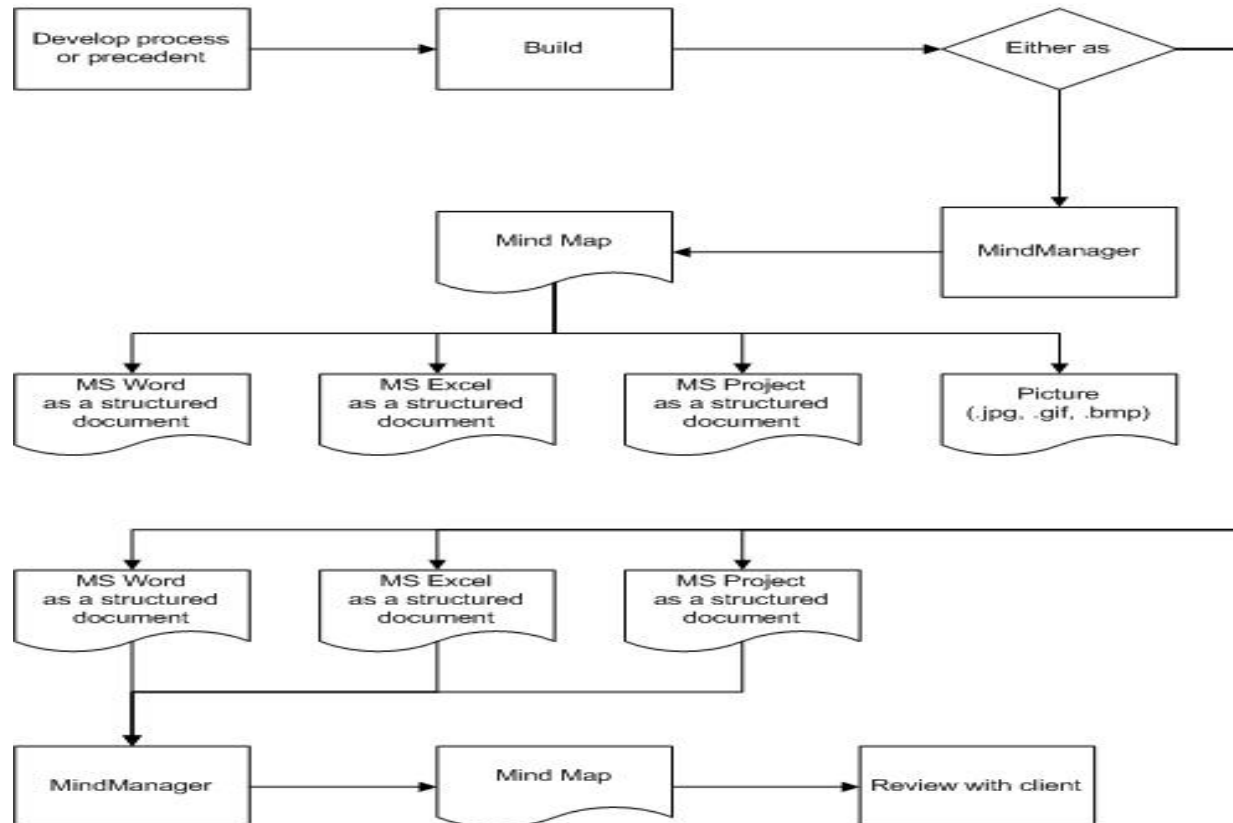 Develop process
or precedent
Build
Either as
Mind Map
MindManager
MS Word
as a structured
document
MS Excel
as a structured
document
MS Project
as a structured
document
Picture
(.jpg, .gif, .bmp)
MS Word
as a structured
document
MS Excel
as a structured
document
MS Project
as a structured
document
MindManager
Mind Map
Review with client